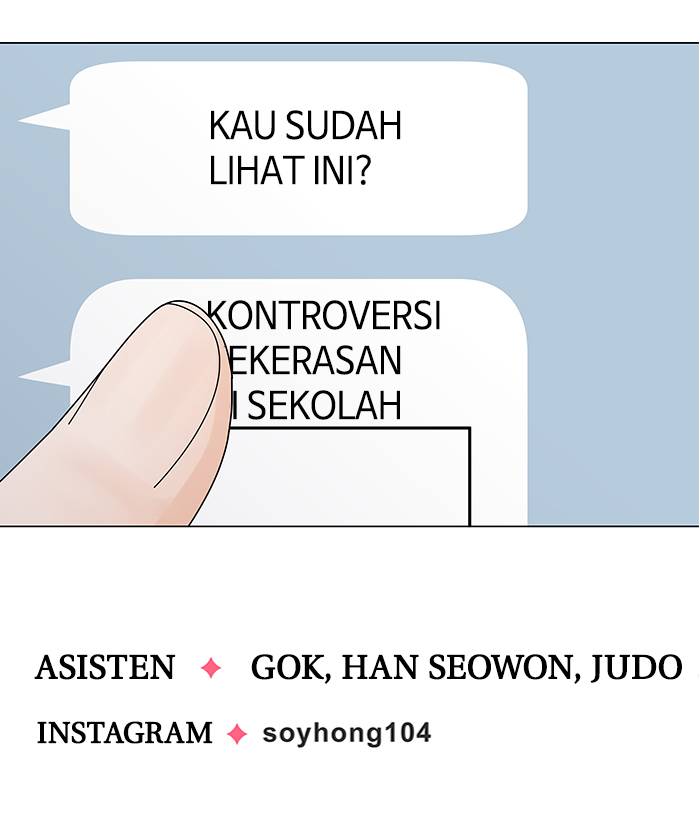 KAU SUDAH
LIHAT INI?
KONTROVERSI
EKERASAN
I SEKOLAH
ASISTEN GOK, HAN SEOWON, JUDO
INSTAGRAM soyhong104